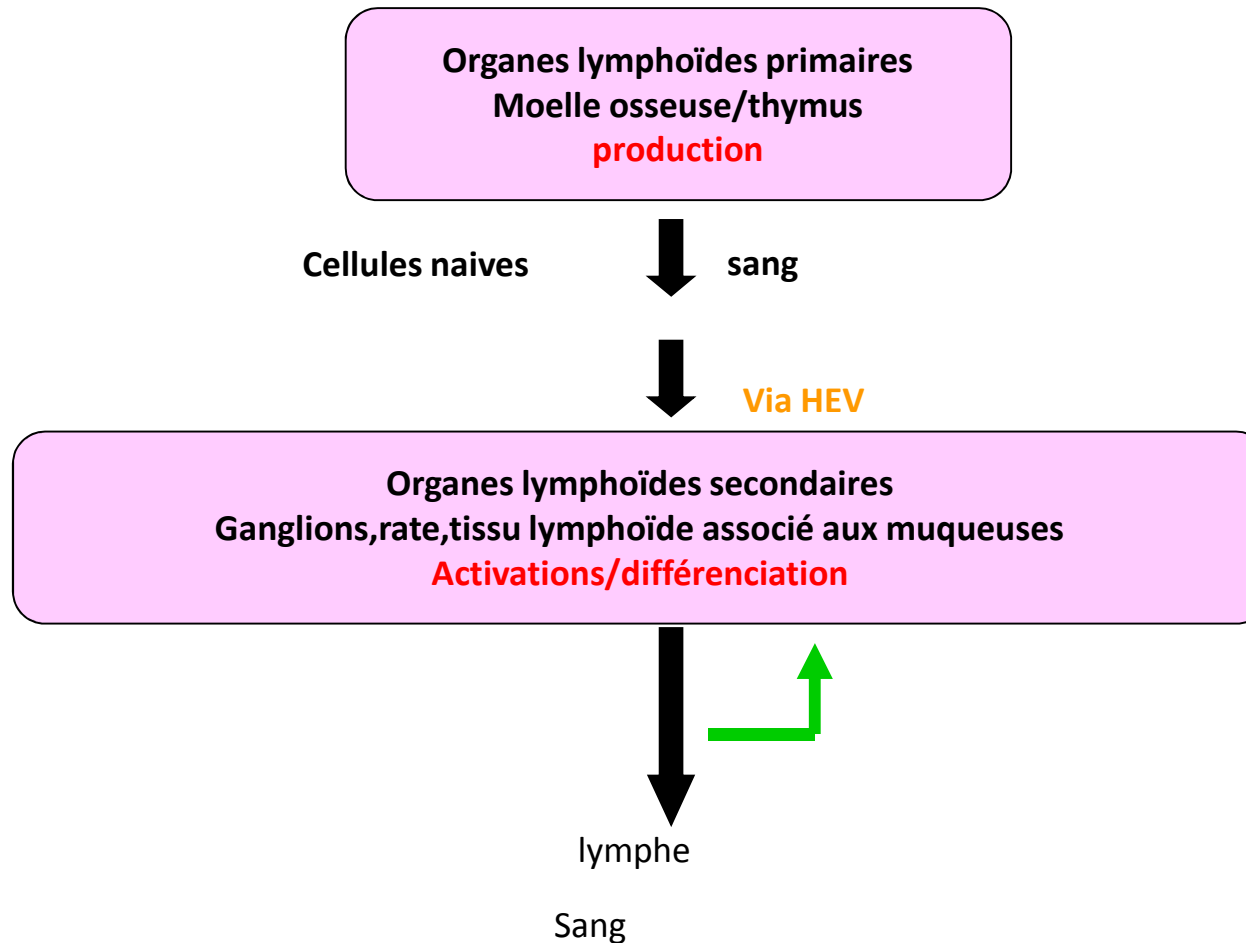 Organes lymphoïdes primaires
Moelle osseuse/thymus
production
Cellules naives
sang
Via HEV
Organes lymphoïdes secondaires
Ganglions,rate,tissu lymphoïde associé aux muqueuses
Activations/différenciation
lymphe
Sang